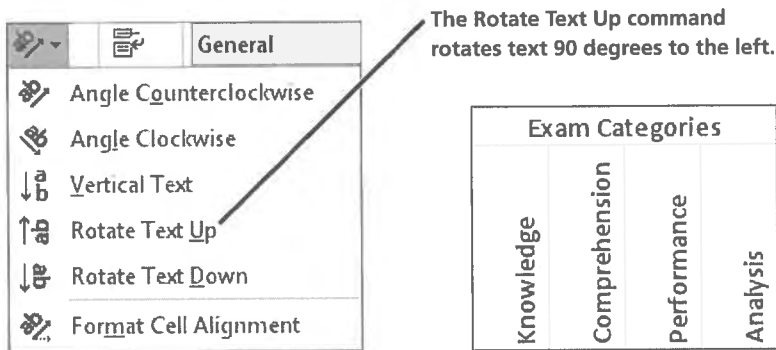 The Rotate Text Up command
rotates text 90 degrees to the left.
General
Angle Counterclockwise
Angle Clockwise
Vertical Text
Rotate Text Up
Rotate Text Down
Format Cell Alignment
Exam Categories
Knowledge
Comprehension
Performance
Analysis